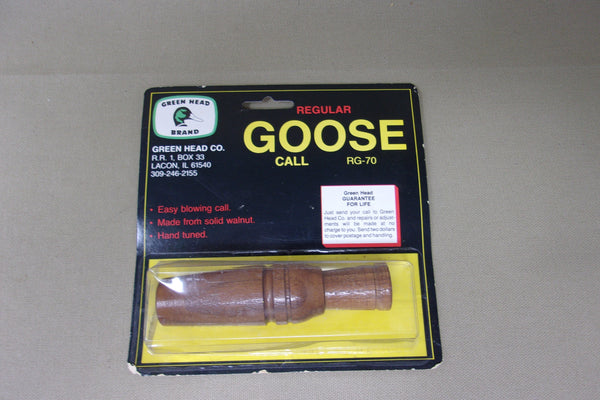 GREEN HEAD
BRAND
GREEN HEAD CO.
R.R. 1, BOX 33
LACON, IL 61540
309-246-2155
REGULAR
GOOSE
CALL RG-70
• Easy blowing call.
• Made from solid walnut.
• Hand tuned.
Green Head
GUARANTEE
FOR LIFE
Just send your call to Green
Head Co. and repairs or adjust-
ments will be made at no
charge to you. Send two dollars
to cover postage and handling.